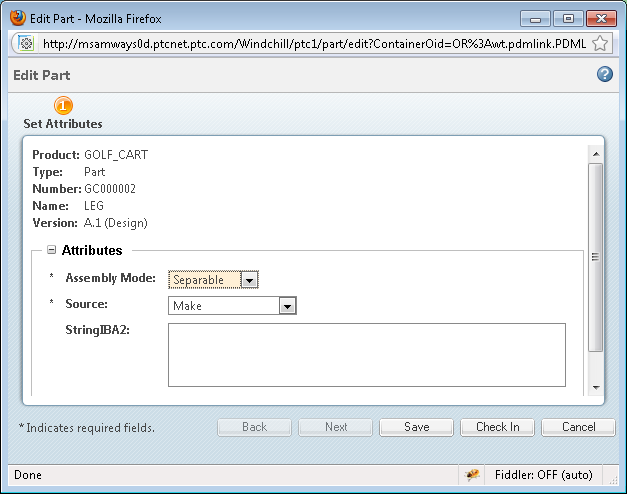 Edit Part - Mozilla Firefox
http://msamways0d.ptcnet.ptc.com/Windchill/ptc1/part/edit?ContainerOid=OR%3Awt.pdmlink.PDML
Edit Part
?
1
Set Attributes
Product: GOLF_CART
Type: Part
Number: GC000002
Name: LEG
Version: A.1 (Design)
Attributes
* Assembly Mode: Separable
* Source: Make
StringIBA2:
* Indicates required fields.
Back
Next
Save
Check In
Cancel
Done
Fiddler: OFF (auto)